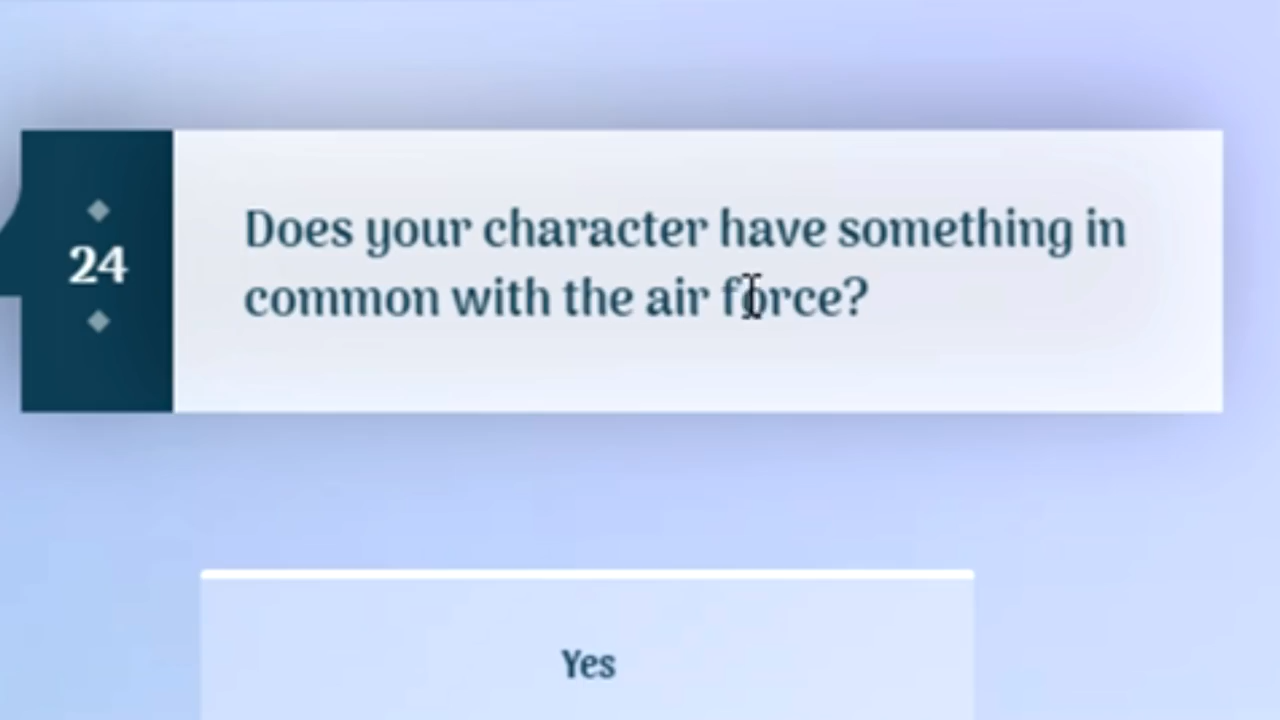 24
Does your character have something in
common with the air force?
Yes